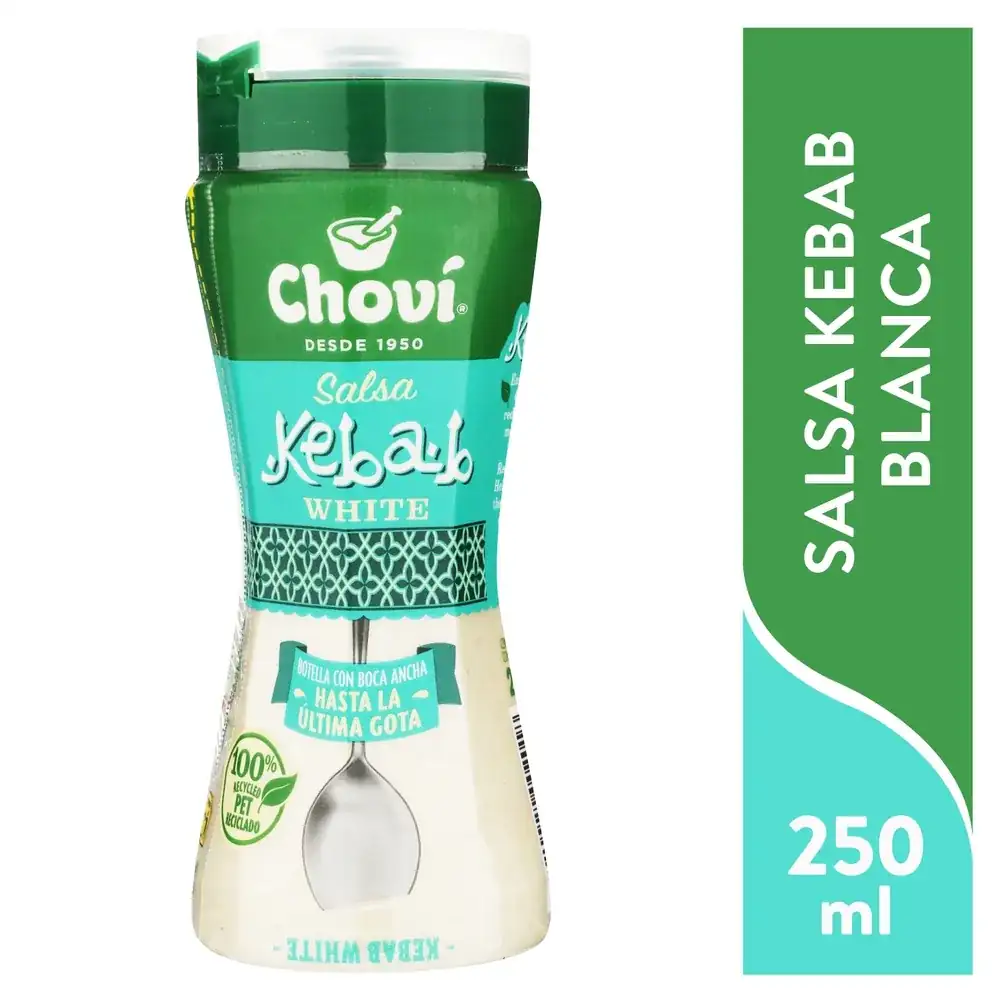 Choví®
DESDE 1950
Salsa
Kebab
WHITE
BOTELLA CON BOCA ANCHA
HASTA LA
ÚLTIMA GOTA
100%
RECYCLED
PET
RECICLADO
- KEBAB WHITE -
SALSA KEBAB
BLANCA
250
ml